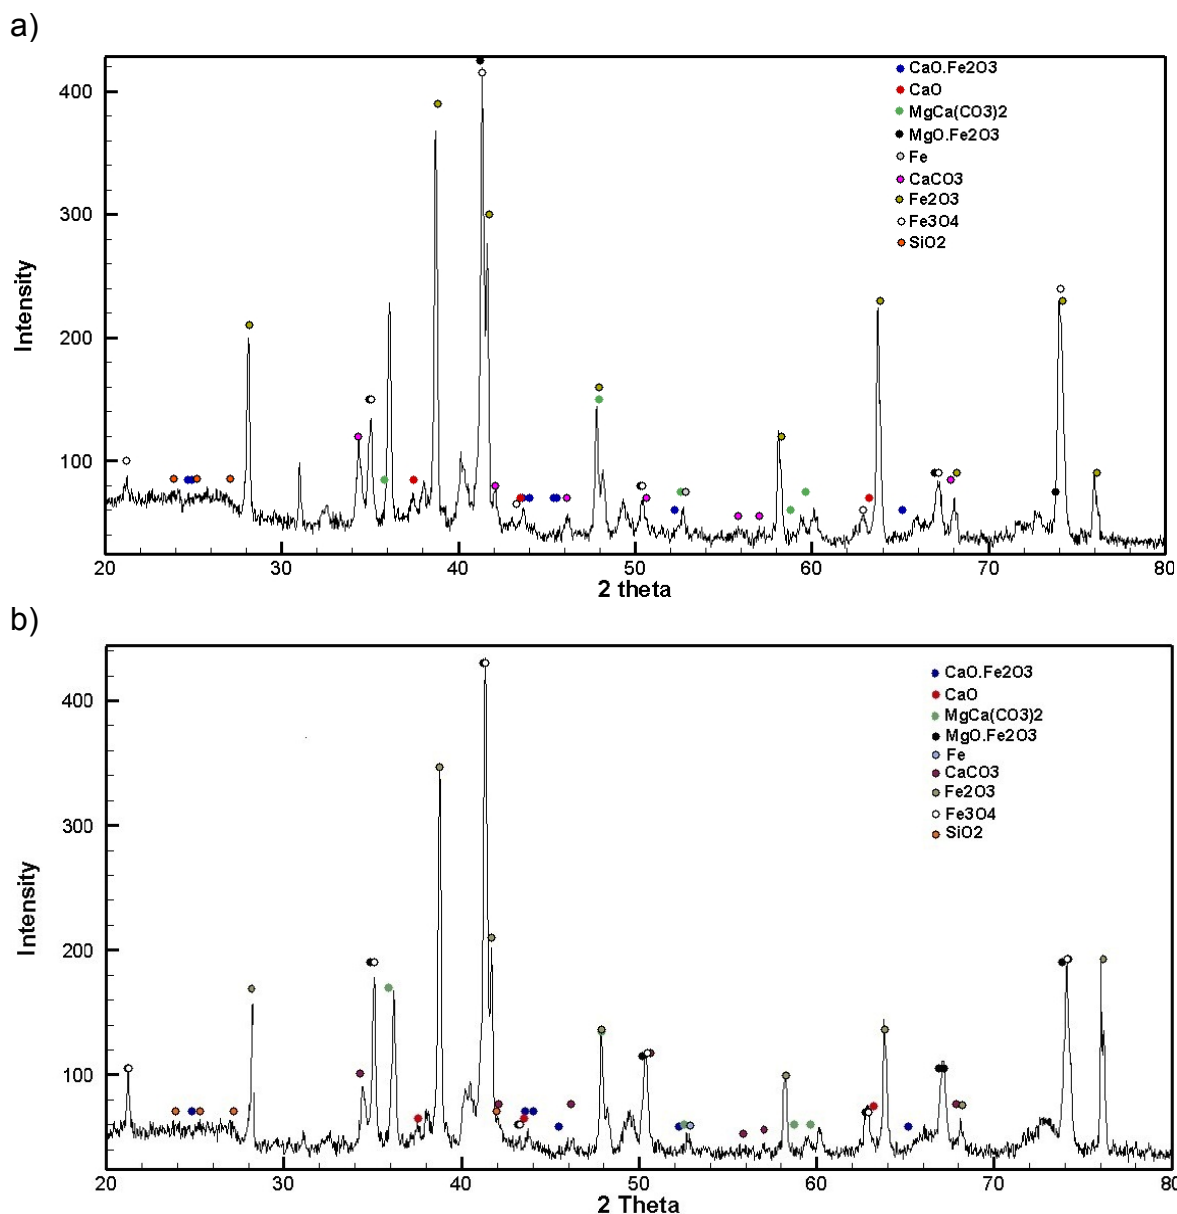 a)
400
300
200
100
Intensity
CaO.Fe2O3
CaO
MgCa(CO3)2
MgO.Fe2O3
Fe
CaCO3
Fe2O3
Fe3O4
SiO2
20 30 40 50 60 70 80
2 theta
b)
400
300
200
100
Intensity
CaO.Fe2O3
CaO
MgCa(CO3)2
MgO.Fe2O3
Fe
CaCO3
Fe2O3
Fe3O4
SiO2
20 30 40 50 60 70 80
2 Theta